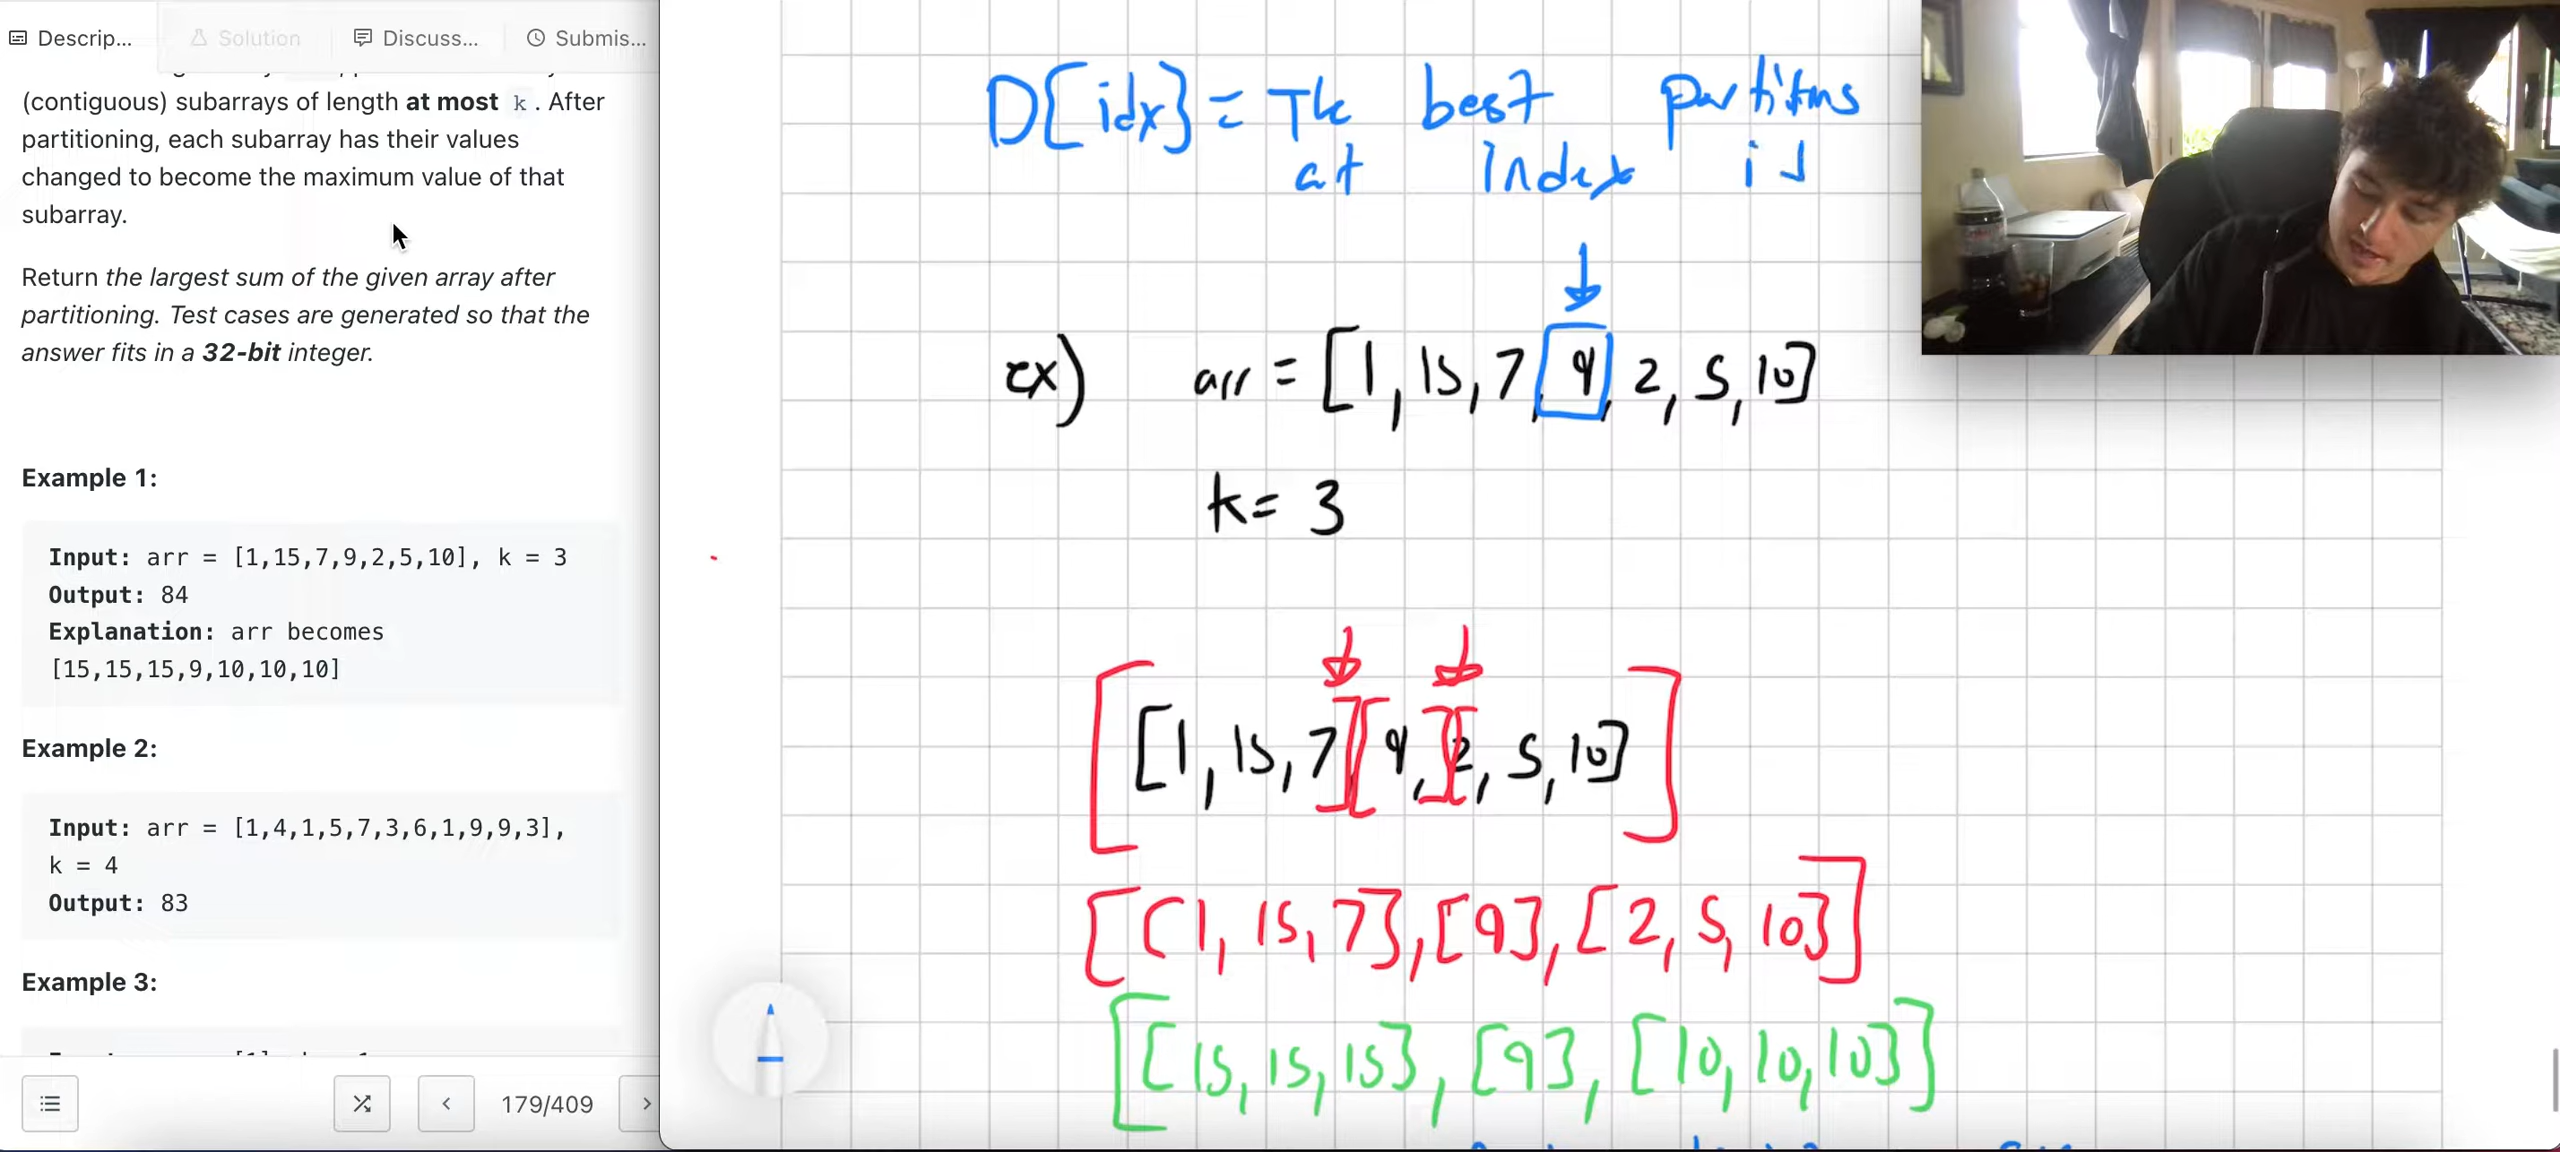 Descrip...
Solution
Discuss...
Submis...
(contiguous) subarrays of length at most k . After
partitioning, each subarray has their values
changed to become the maximum value of that
subarray.
Return the largest sum of the given array after
partitioning. Test cases are generated so that the
answer fits in a 32-bit integer.
Example 1:
Input: arr = [1,15,7,9,2,5,10], k = 3
Output: 84
Explanation: arr becomes
[15,15,15,9,10,10,10]
Example 2:
Input: arr = [1,4,1,5,7,3,6,1,9,9,3],
k = 4
Output: 83
Example 3:
179/409
D[idx] = The best partitions
at index is
ex) arr = [1, 15, 7, 9, 2, 5, 10]
k = 3
[[1, 15, 7][9,][2, 5, 10]]
[[1, 15, 7], [9], [2, 5, 10]]
[[15, 15, 15], [9], [10, 10, 10]]